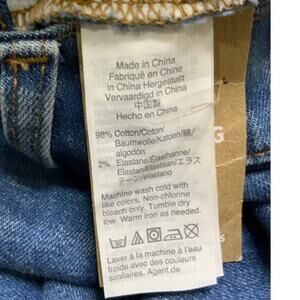 Made in China
Fabriqué en Chine
in China Hergestellt
Vervaardigd in China
中国製
Hecho en China
98% Cotton/Coton/
Baumwolle/Katoen/綿/
algodón
2% Elastane/Élasthanne/
Elastan/Elastaan/エラス
テーン/elastano
Machine wash cold with
like colors. Non-chlorine
bleach only. Tumble dry
low. Warm iron as needed.
Laver à la machine à l'eau
froide avec des couleurs
similaires. Agent de
G